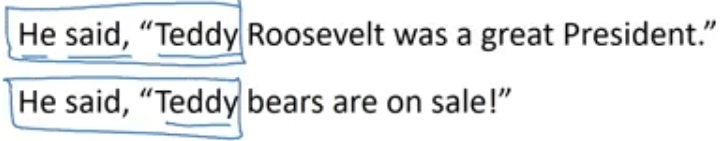 He said, “Teddy Roosevelt was a great President.”
He said, “Teddy bears are on sale!”